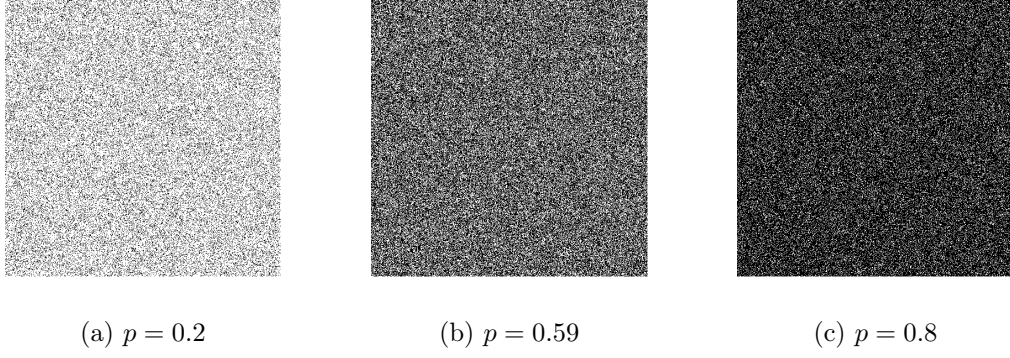 (a) p = 0.2
(b) p = 0.59
(c) p = 0.8